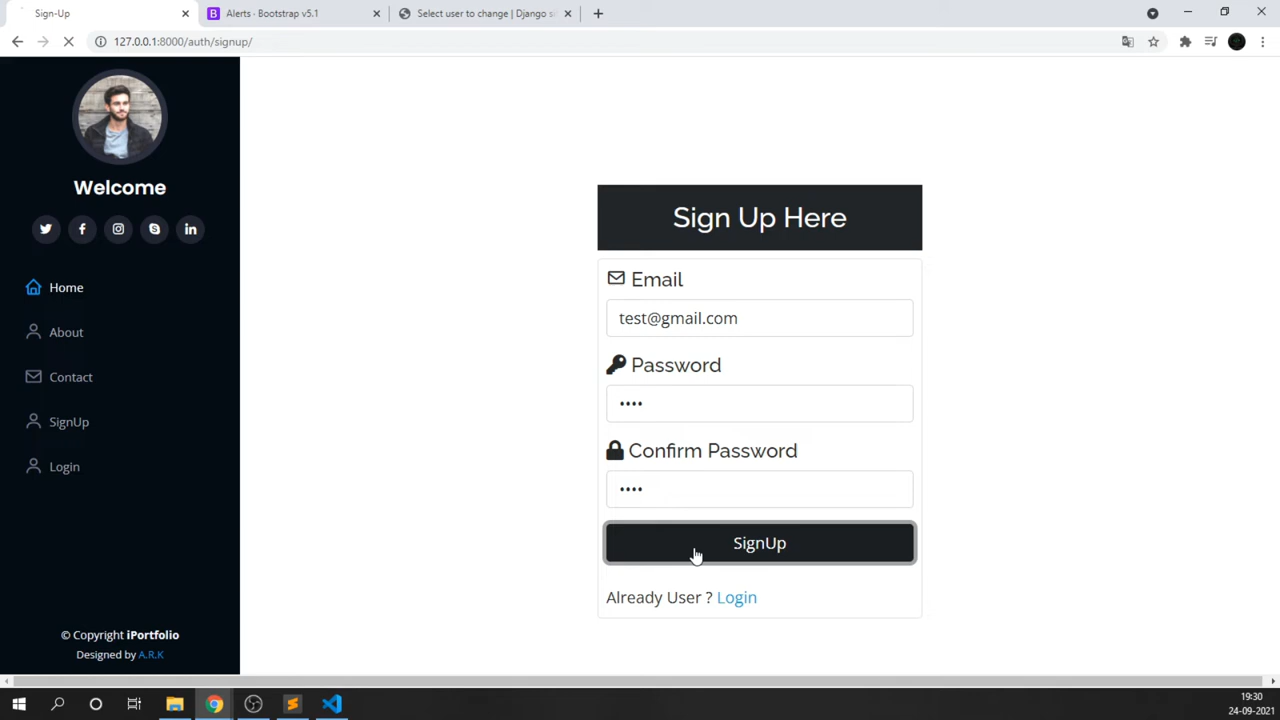 Sign-Up
Alerts · Bootstrap v5.1
Select user to change | Django si
127.0.0.1:8000/auth/signup/
Welcome
Home
About
Contact
SignUp
Login
© Copyright iPortfolio
Designed by A.R.K
Sign Up Here
Email
test@gmail.com
Password
••••
Confirm Password
••••
SignUp
Already User ? Login
19:30
24-09-2021